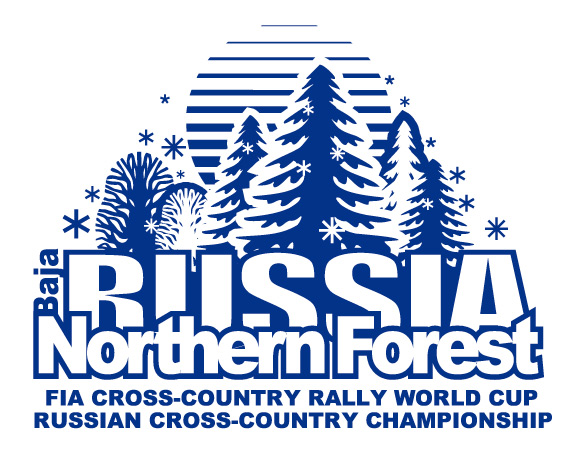 Baja
RUSSIA
Northern Forest
FIA CROSS-COUNTRY RALLY WORLD CUP
RUSSIAN CROSS-COUNTRY CHAMPIONSHIP